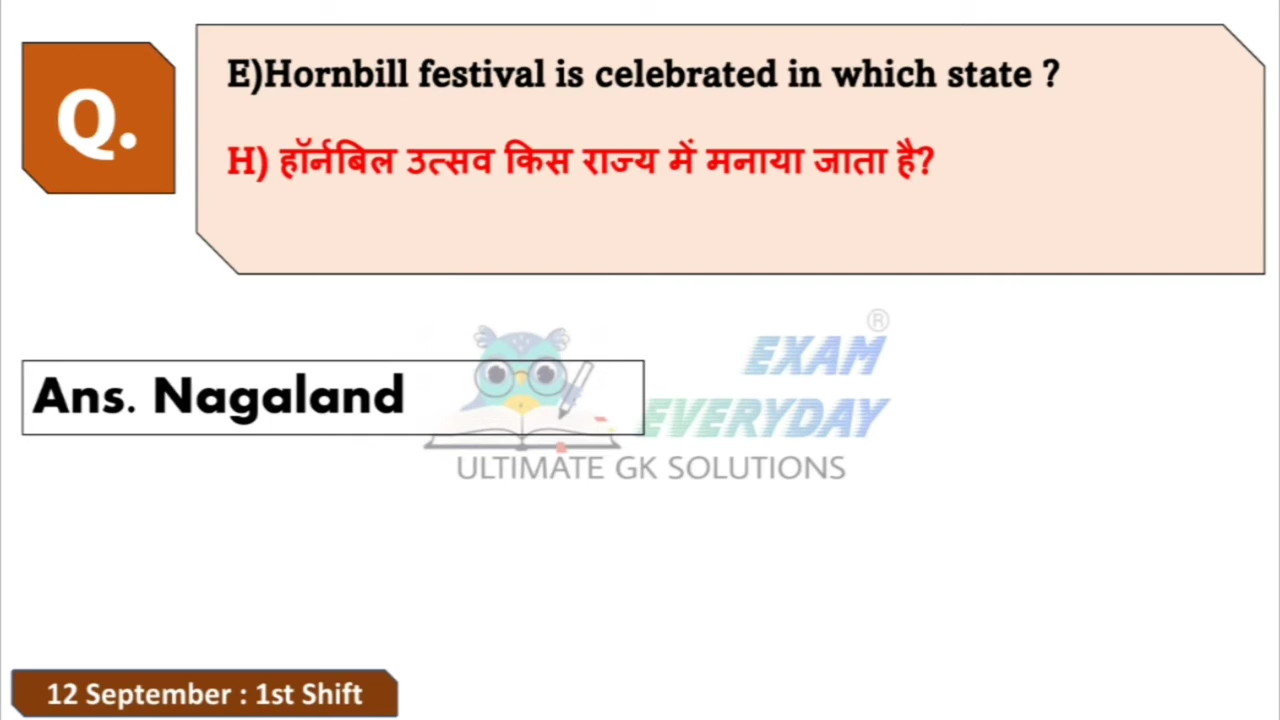 Q.
E)Hornbill festival is celebrated in which state ?
H) हॉर्नबिल उत्सव किस राज्य में मनाया जाता है?
Ans. Nagaland
EXAM ®
EVERYDAY
ULTIMATE GK SOLUTIONS
12 September : 1st Shift